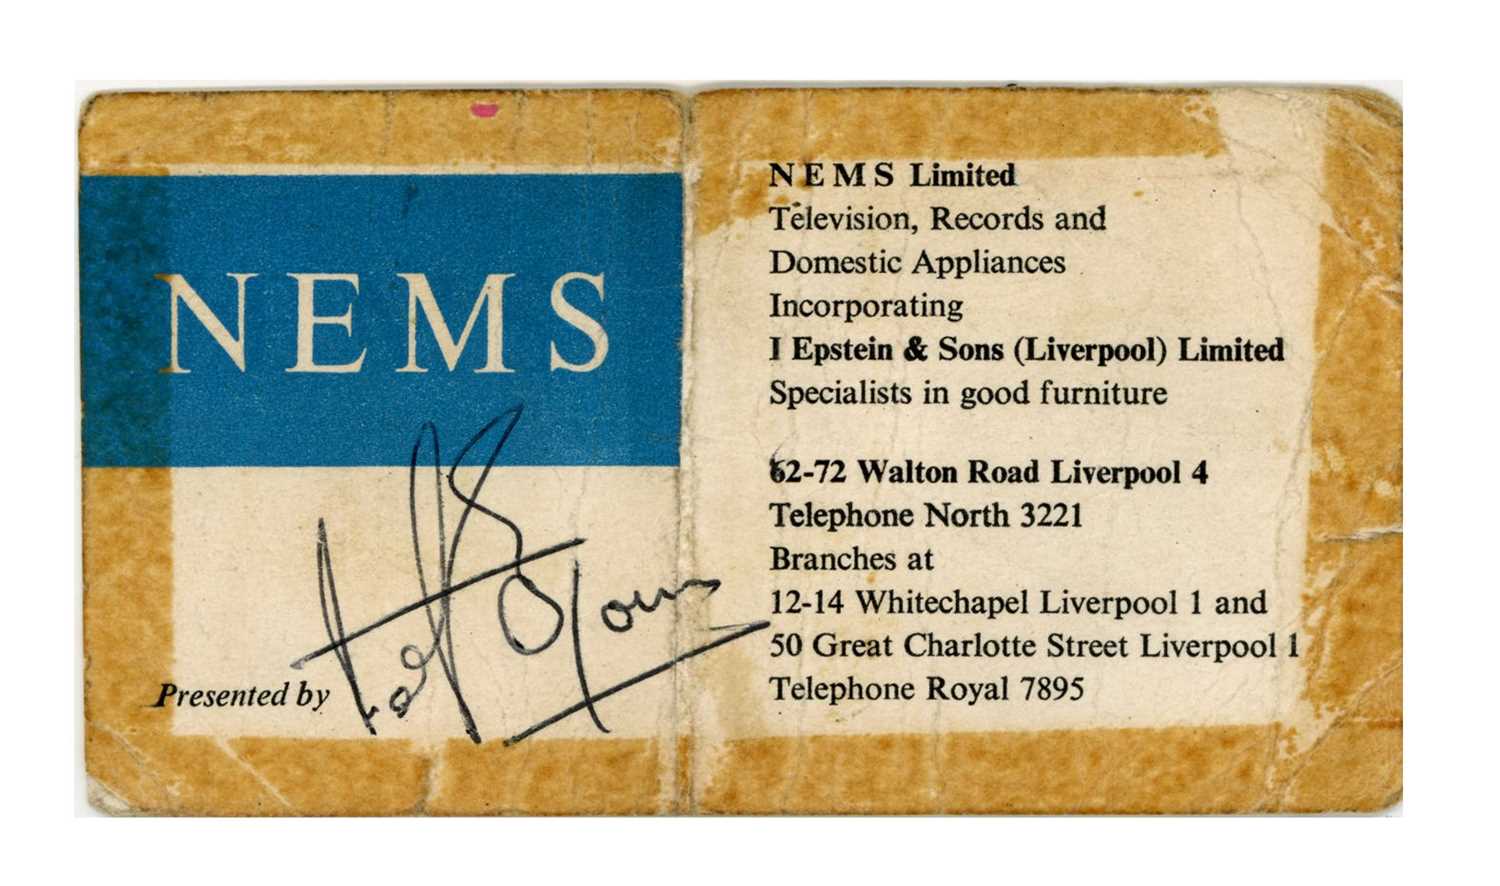 NEMS
Presented by
NEMS Limited
Television, Records and
Domestic Appliances
Incorporating
I Epstein & Sons (Liverpool) Limited
Specialists in good furniture
62-72 Walton Road Liverpool 4
Telephone North 3221
Branches at
12-14 Whitechapel Liverpool 1 and
50 Great Charlotte Street Liverpool 1
Telephone Royal 7895